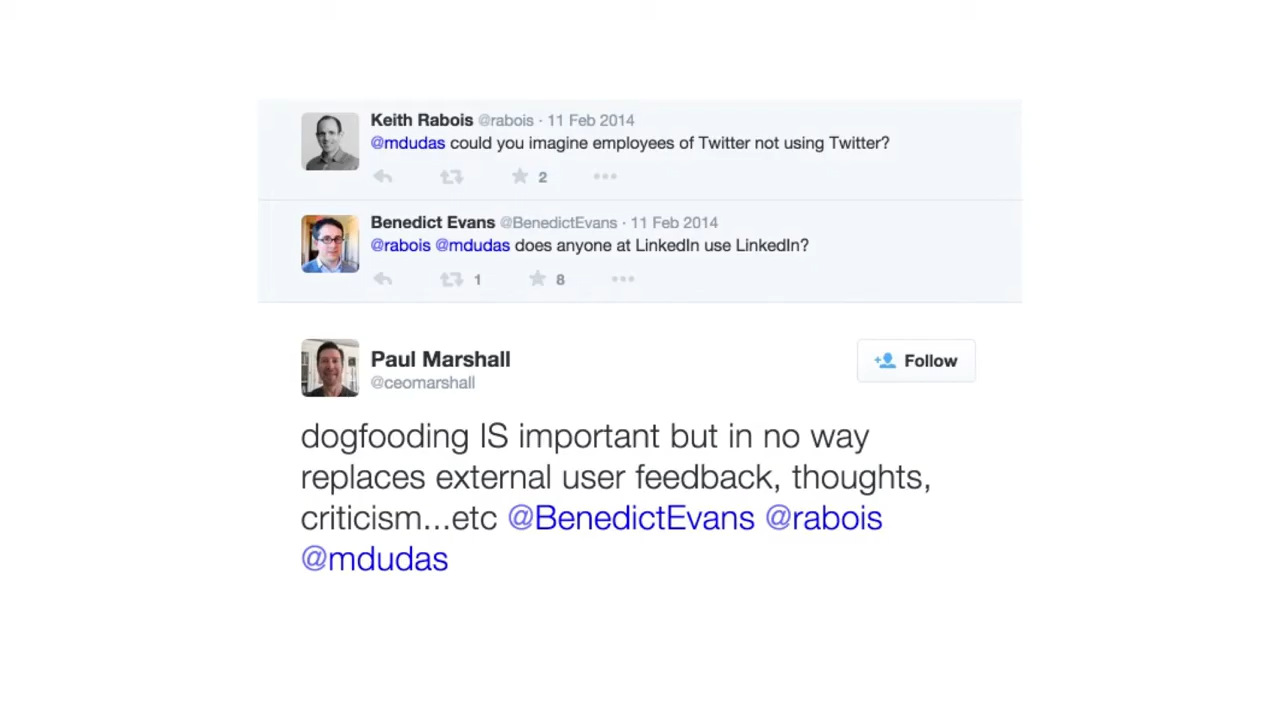 Keith Rabois @rabois · 11 Feb 2014
@mdudas could you imagine employees of Twitter not using Twitter?
2
Benedict Evans @BenedictEvans · 11 Feb 2014
@rabois @mdudas does anyone at LinkedIn use LinkedIn?
1 8
Paul Marshall
Follow
@ceomarshall
dogfooding IS important but in no way
replaces external user feedback, thoughts,
criticism...etc @BenedictEvans @rabois
@mdudas